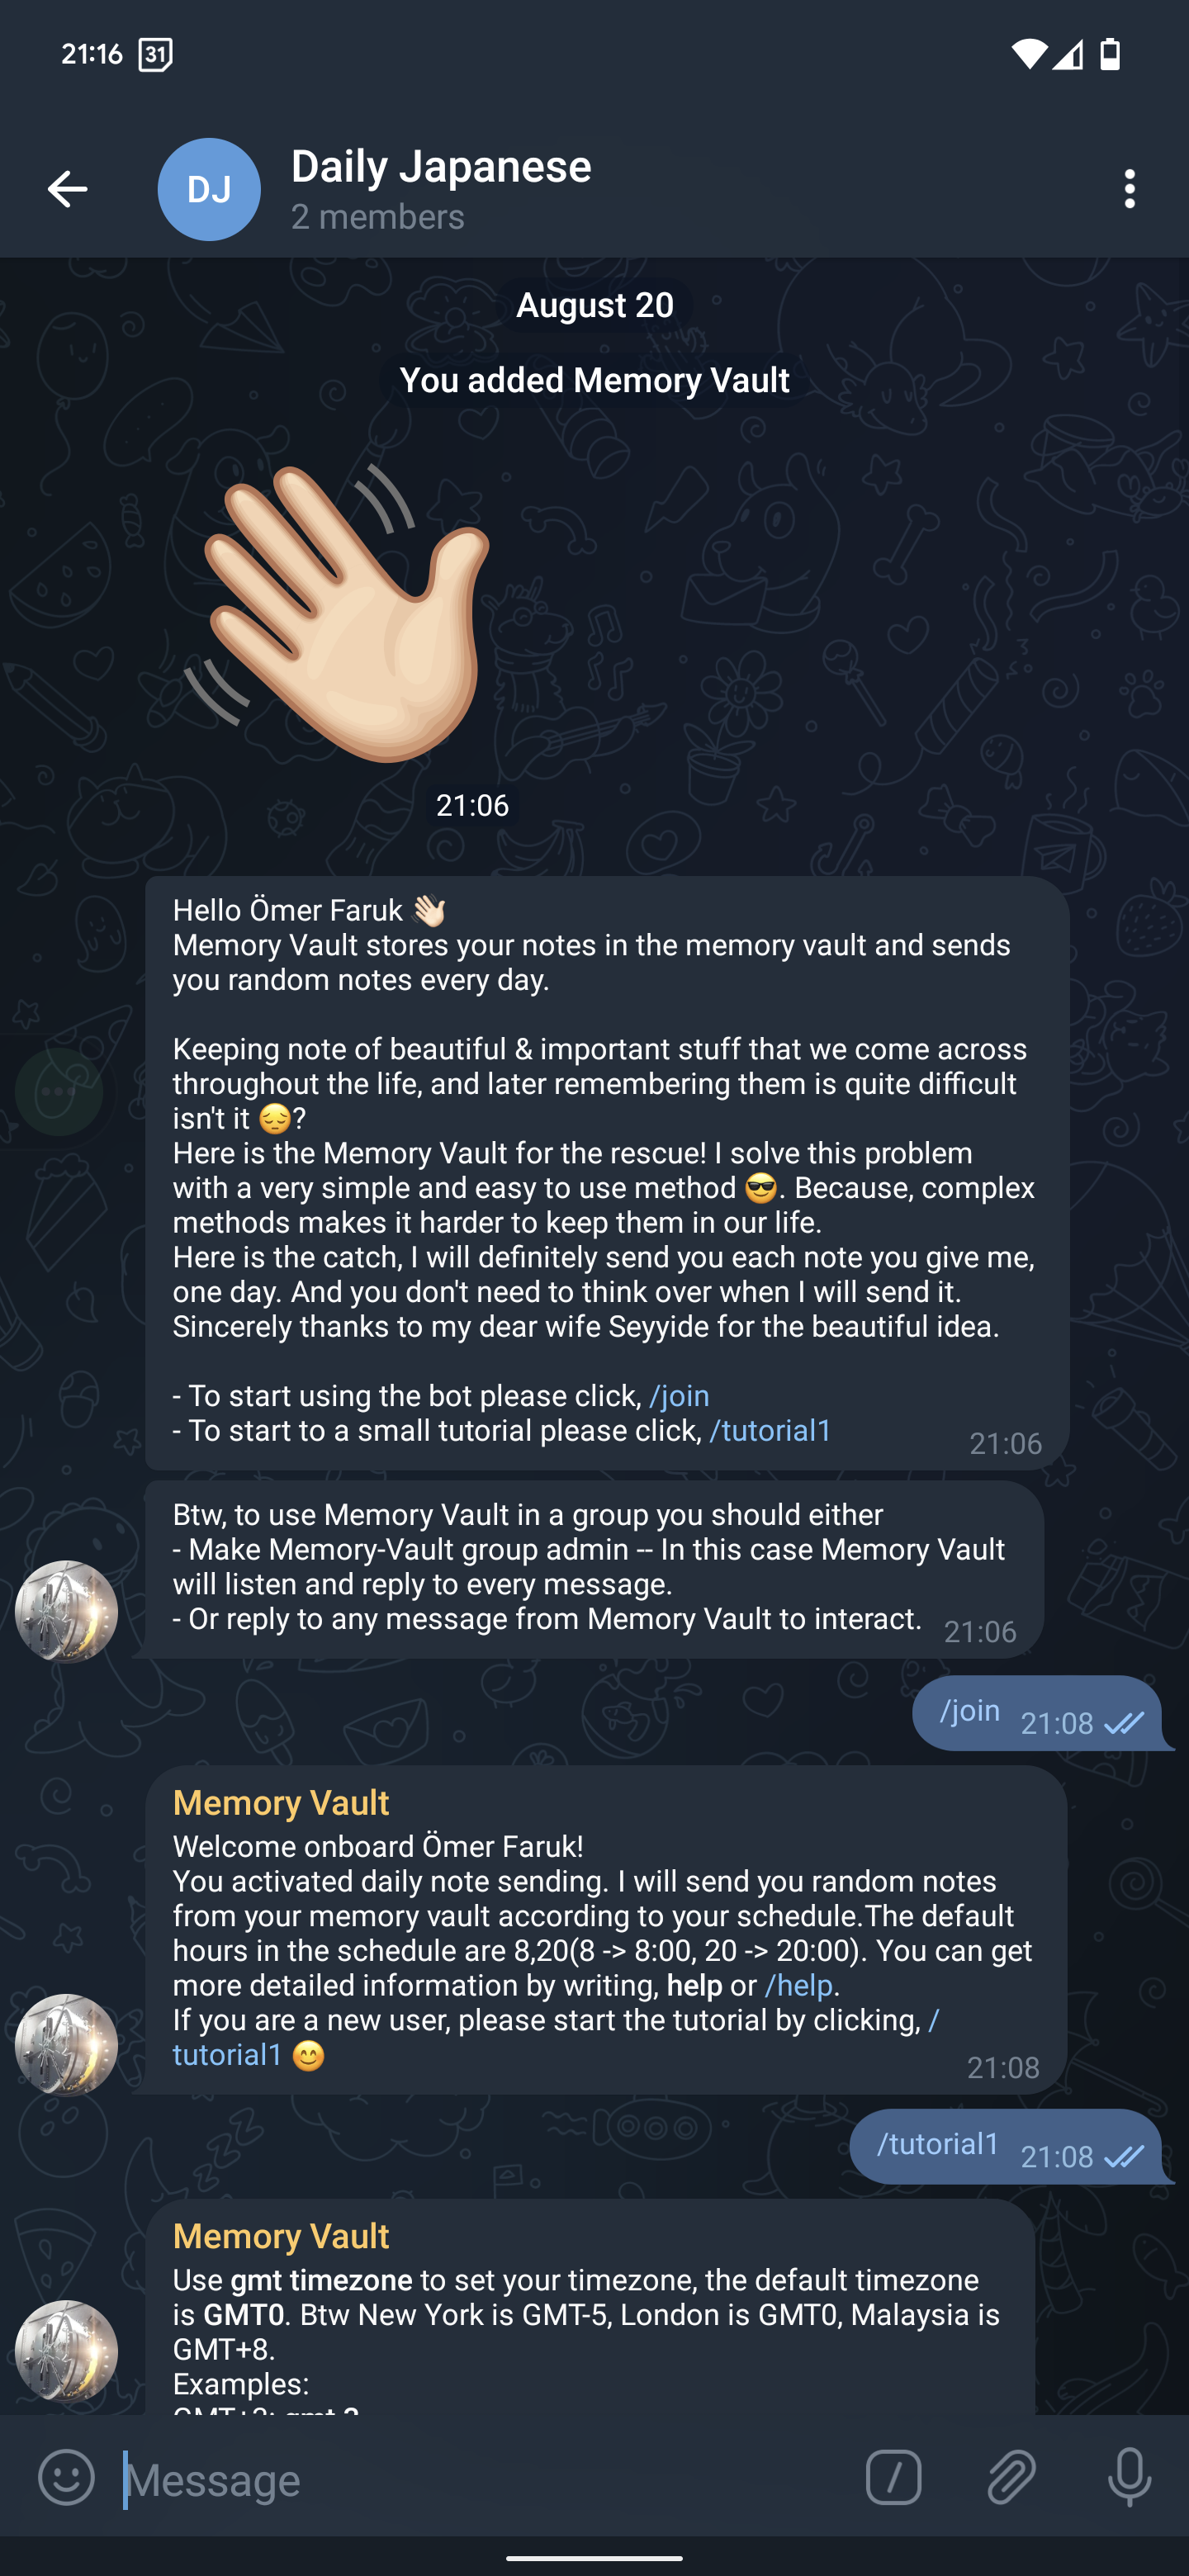 21:16 31
DJ
Daily Japanese
2 members
August 20
You added Memory Vault
21:06
Hello Ömer Faruk 👋🏻
Memory Vault stores your notes in the memory vault and sends
you random notes every day.
Keeping note of beautiful & important stuff that we come across
throughout the life, and later remembering them is quite difficult
isn't it 😔?
Here is the Memory Vault for the rescue! I solve this problem
with a very simple and easy to use method 😎. Because, complex
methods makes it harder to keep them in our life.
Here is the catch, I will definitely send you each note you give me,
one day. And you don't need to think over when I will send it.
Sincerely thanks to my dear wife Seyyide for the beautiful idea.
- To start using the bot please click, /join
- To start to a small tutorial please click, /tutorial1
21:06
Btw, to use Memory Vault in a group you should either
- Make Memory-Vault group admin -- In this case Memory Vault
will listen and reply to every message.
- Or reply to any message from Memory Vault to interact.
21:06
/join 21:08
Memory Vault
Welcome onboard Ömer Faruk!
You activated daily note sending. I will send you random notes
from your memory vault according to your schedule.The default
hours in the schedule are 8,20(8 -> 8:00, 20 -> 20:00). You can get
more detailed information by writing, help or /help.
If you are a new user, please start the tutorial by clicking, /
tutorial1 😊
21:08
/tutorial1 21:08
Memory Vault
Use gmt timezone to set your timezone, the default timezone
is GMT0. Btw New York is GMT-5, London is GMT0, Malaysia is
GMT+8.
Examples:
Message